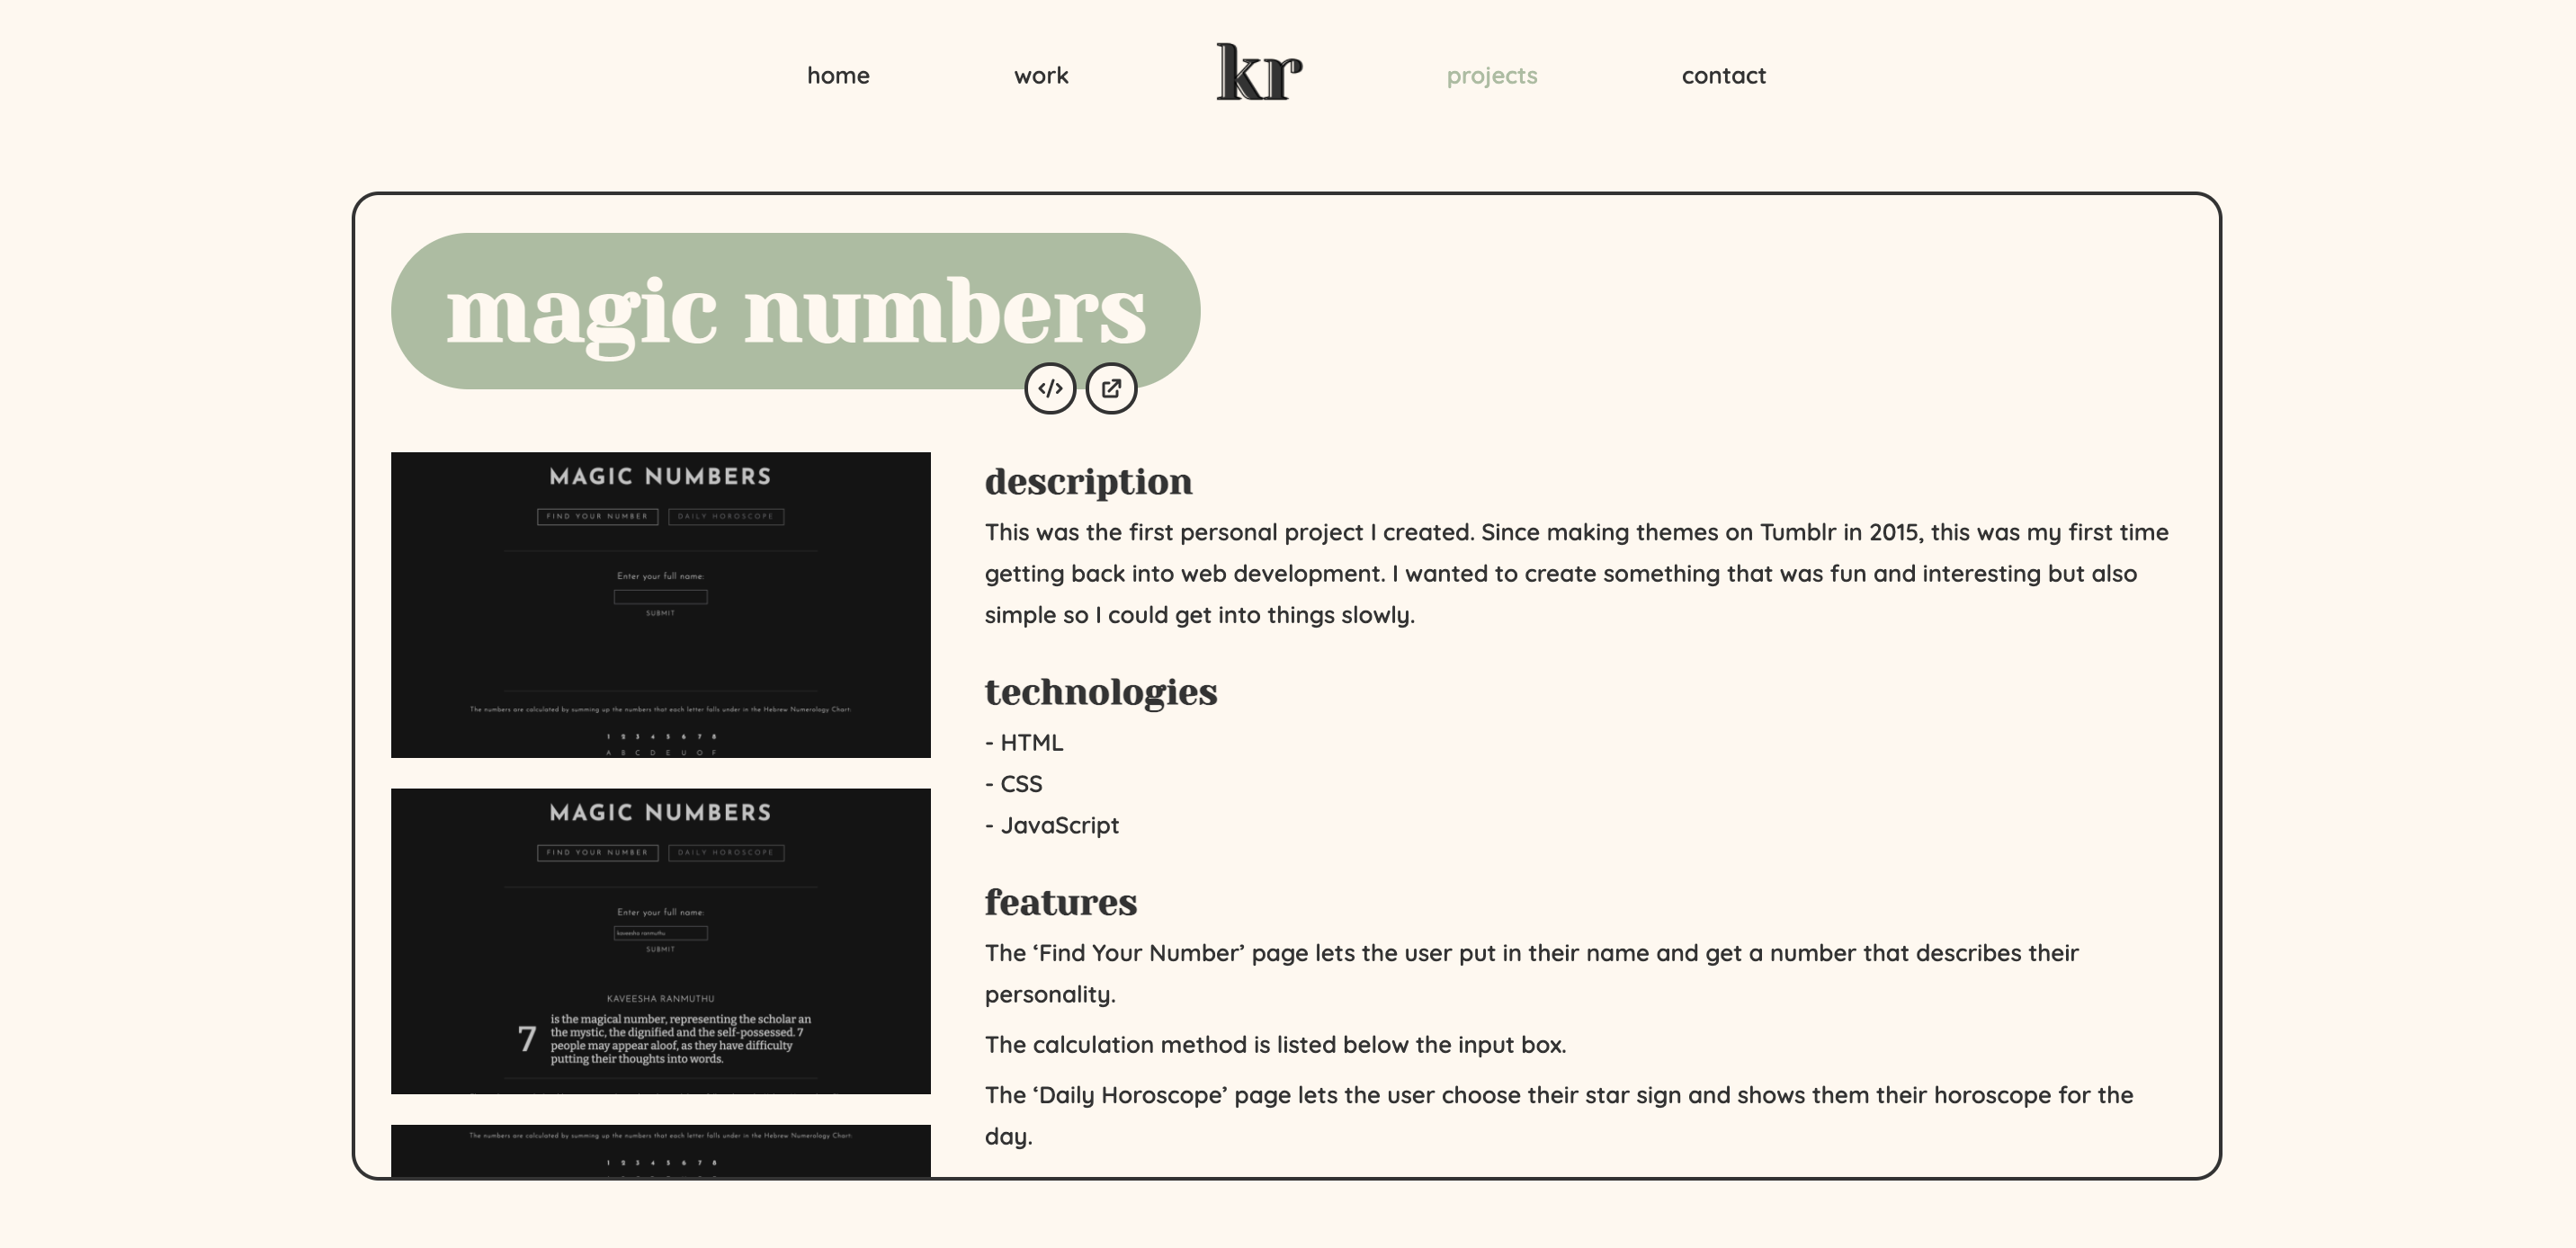 home work kr projects contact
magic numbers
MAGIC NUMBERS
FIND YOUR NUMBER DAILY HOROSCOPE
Enter your full name:
SUBMIT
The numbers are calculated by summing up the numbers that each letter falls under in the Hebrew Numerology Chart:
1 2 3 4 5 6 7 8
A B C D E U O F
MAGIC NUMBERS
FIND YOUR NUMBER DAILY HOROSCOPE
Enter your full name:
kaveesha ranmuthu
SUBMIT
KAVEESHA RANMUTHU
7
is the magical number, representing the scholar an
the mystic, the dignified and the self-possessed. 7
people may appear aloof, as they have difficulty
putting their thoughts into words.
The numbers are calculated by summing up the numbers that each letter falls under in the Hebrew Numerology Chart:
1 2 3 4 5 6 7 8
description
This was the first personal project I created. Since making themes on Tumblr in 2015, this was my first time
getting back into web development. I wanted to create something that was fun and interesting but also
simple so I could get into things slowly.
technologies
- HTML
- CSS
- JavaScript
features
The ‘Find Your Number’ page lets the user put in their name and get a number that describes their
personality.
The calculation method is listed below the input box.
The ‘Daily Horoscope’ page lets the user choose their star sign and shows them their horoscope for the
day.